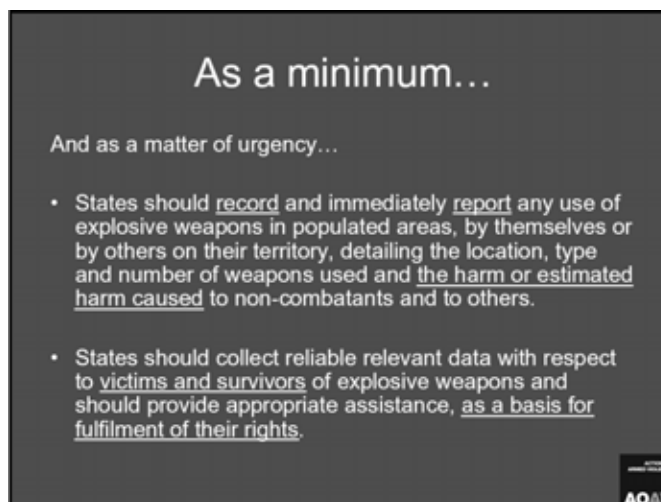 As a minimum…
And as a matter of urgency…
• States should record and immediately report any use of
explosive weapons in populated areas, by themselves or
by others on their territory, detailing the location, type
and number of weapons used and the harm or estimated
harm caused to non-combatants and to others.
• States should collect reliable relevant data with respect
to victims and survivors of explosive weapons and
should provide appropriate assistance, as a basis for
fulfilment of their rights.